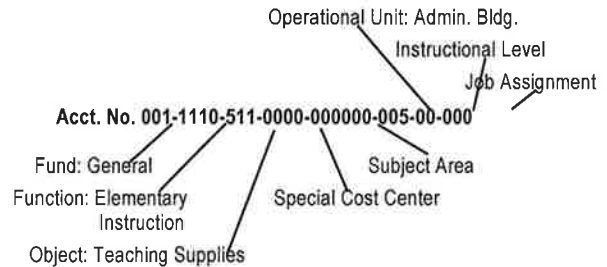 Operational Unit: Admin. Bldg.
Instructional Level
Job Assignment
Acct. No. 001-1110-511-0000-000000-005-00-000
Fund: General
Subject Area
Function: Elementary
Instruction
Special Cost Center
Object: Teaching Supplies